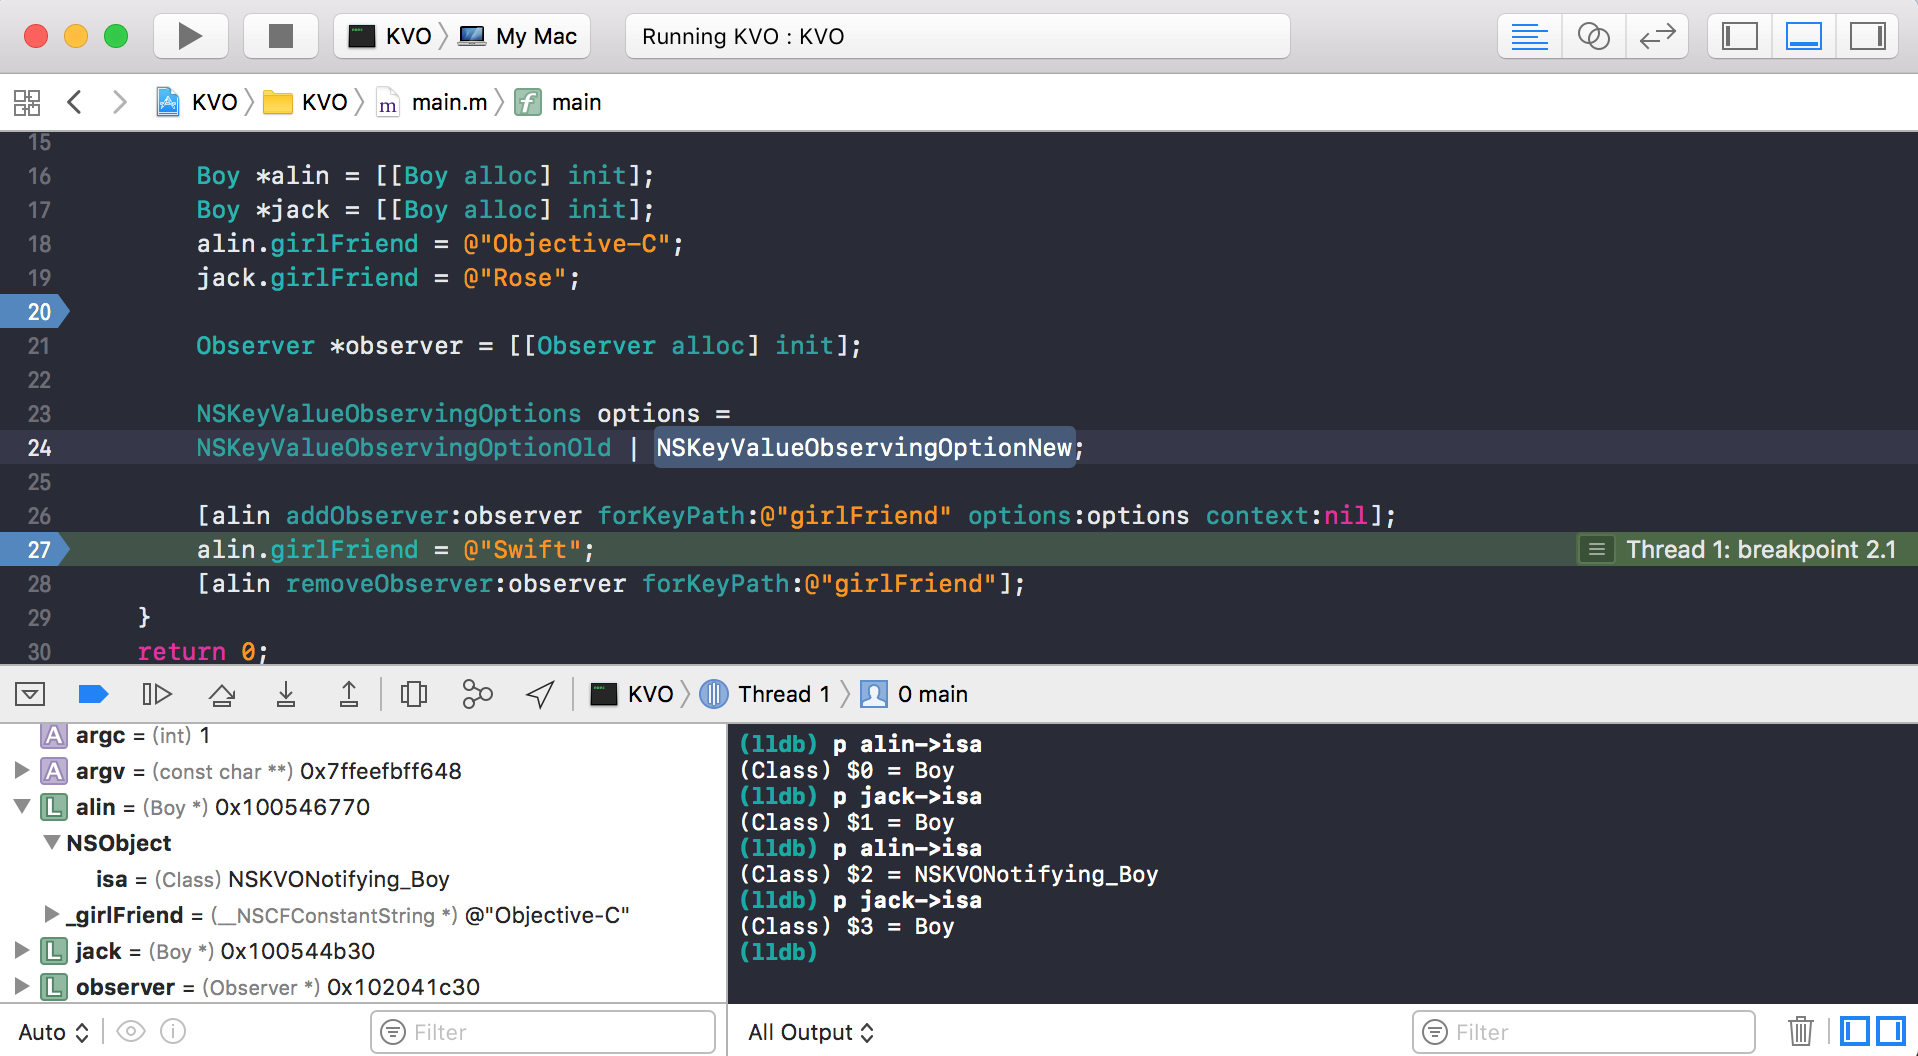 KVO My Mac
Running KVO : KVO
KVO KVO m main.m f main
15
16 Boy *alin = [[Boy alloc] init];
17 Boy *jack = [[Boy alloc] init];
18 alin.girlFriend = @"Objective-C";
19 jack.girlFriend = @"Rose";
20
21 Observer *observer = [[Observer alloc] init];
22
23 NSKeyValueObservingOptions options =
24 NSKeyValueObservingOptionOld | NSKeyValueObservingOptionNew;
25
26 [alin addObserver:observer forKeyPath:@"girlFriend" options:options context:nil];
27 alin.girlFriend = @"Swift"; Thread 1: breakpoint 2.1
28 [alin removeObserver:observer forKeyPath:@"girlFriend"];
29 }
30 return 0;
KVO Thread 1 0 main
A argc = (int) 1
A argv = (const char **) 0x7ffeefbff648
L alin = (Boy *) 0x100546770
NSObject
isa = (Class) NSKVONotifying_Boy
_girlFriend = (__NSCFConstantString *) @"Objective-C"
L jack = (Boy *) 0x100544b30
L observer = (Observer *) 0x102041c30
Auto Filter
(lldb) p alin->isa
(Class) $0 = Boy
(lldb) p jack->isa
(Class) $1 = Boy
(lldb) p alin->isa
(Class) $2 = NSKVONotifying_Boy
(lldb) p jack->isa
(Class) $3 = Boy
(lldb)
All Output Filter